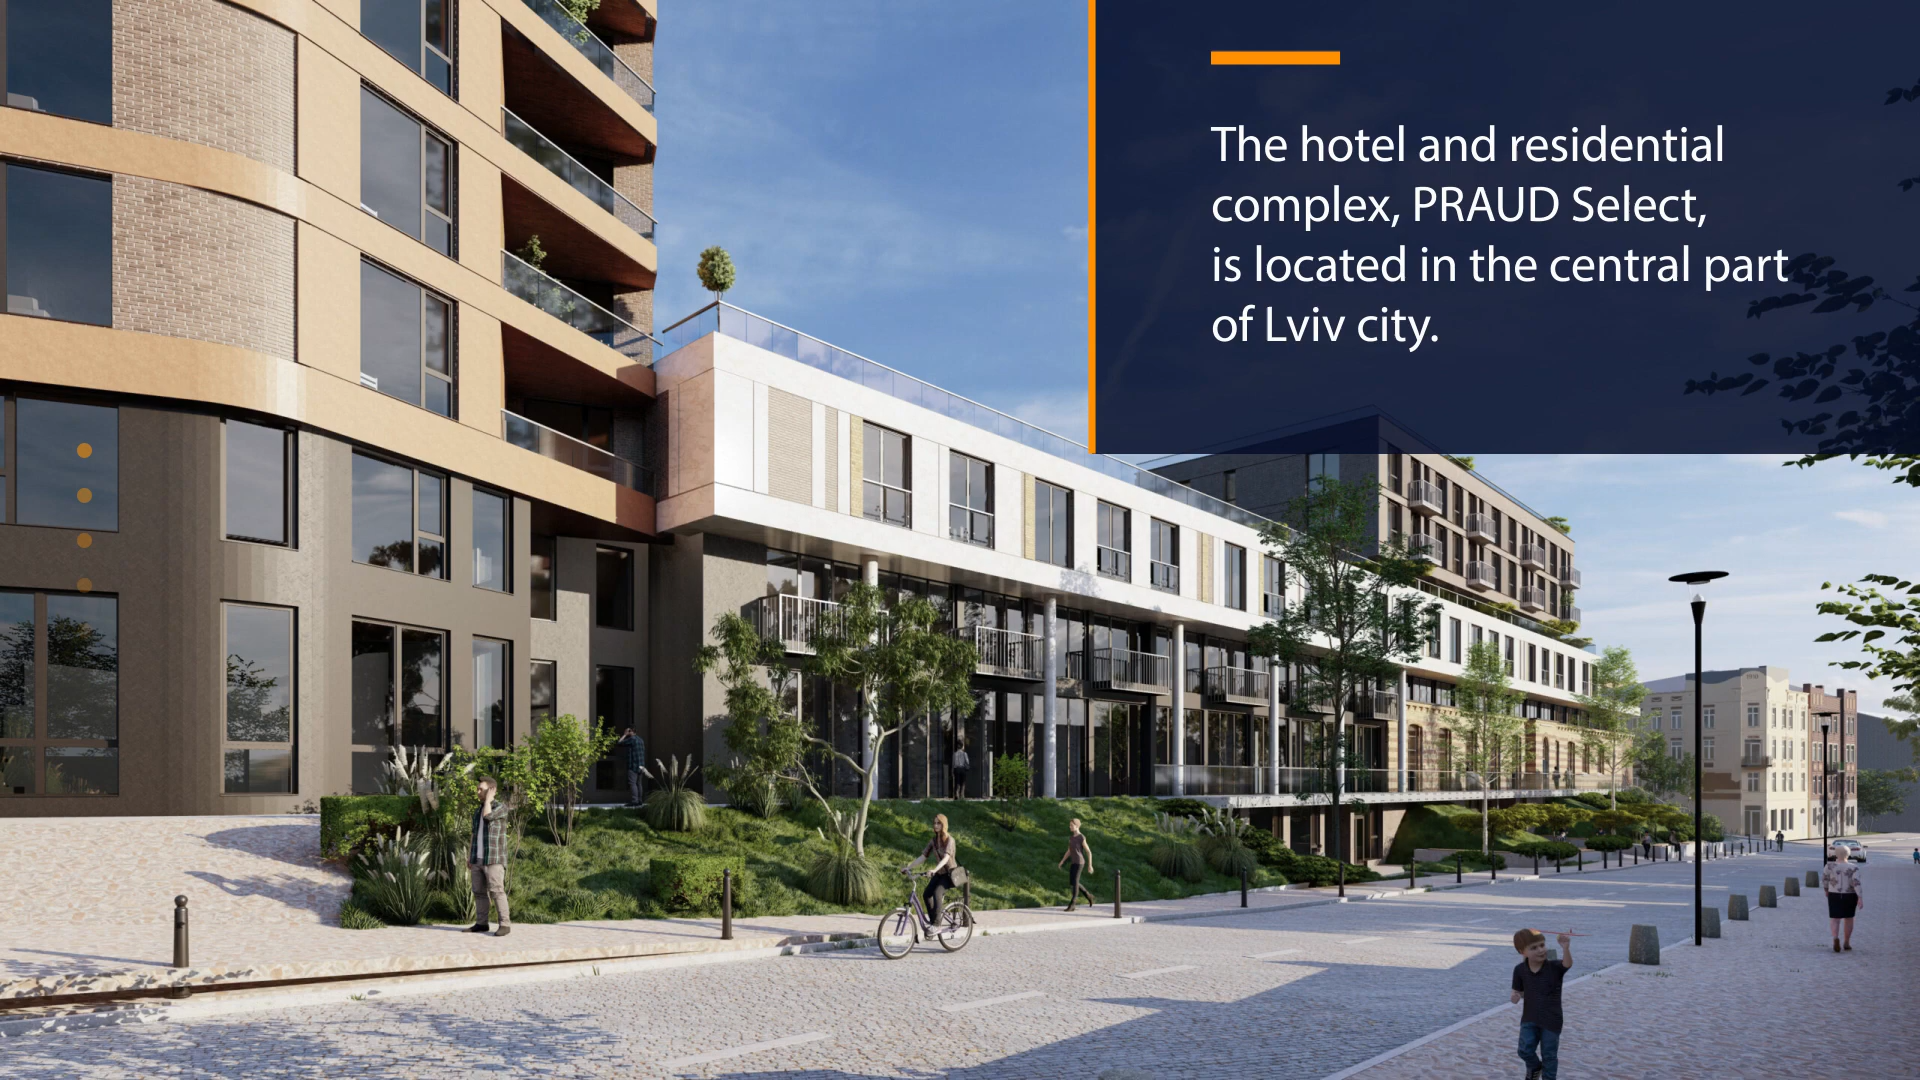 The hotel and residential
complex, PRAUD Select,
is located in the central part
of Lviv city.